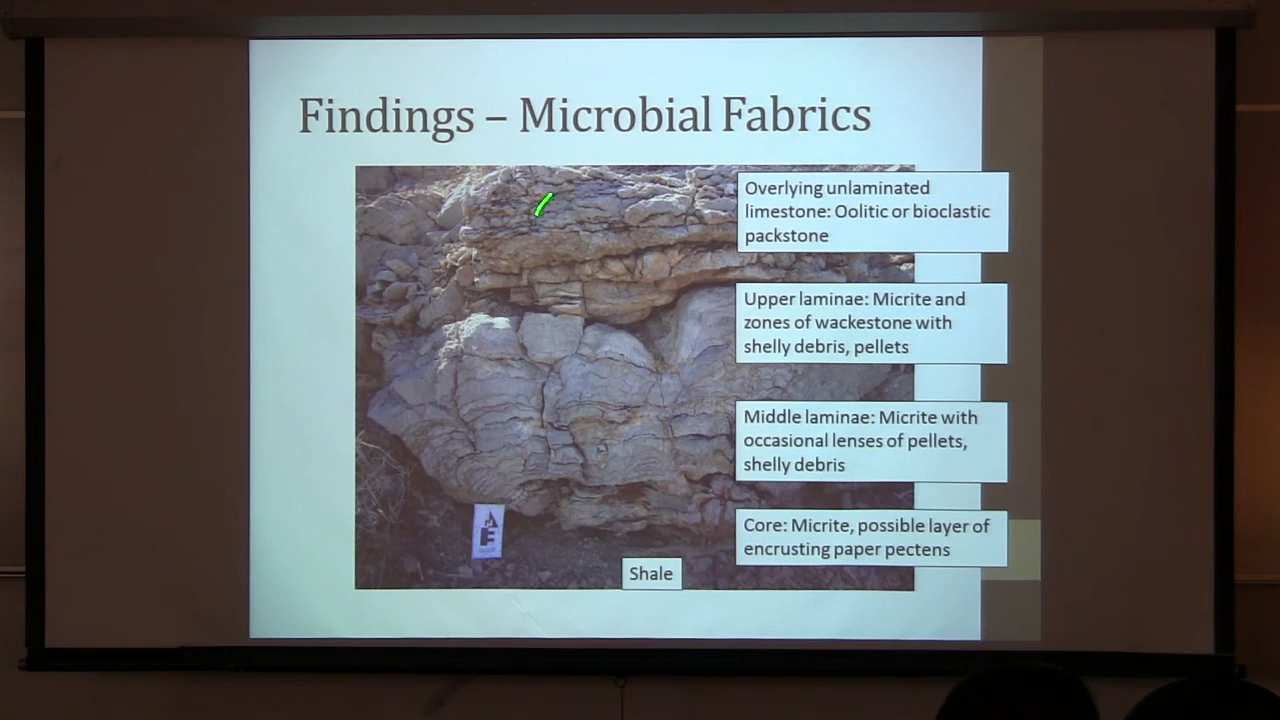 Findings – Microbial Fabrics
Overlying unlaminated
limestone: Oolitic or bioclastic
packstone
Upper laminae: Micrite and
zones of wackestone with
shelly debris, pellets
Middle laminae: Micrite with
occasional lenses of pellets,
shelly debris
Core: Micrite, possible layer of
encrusting paper pectens
Shale